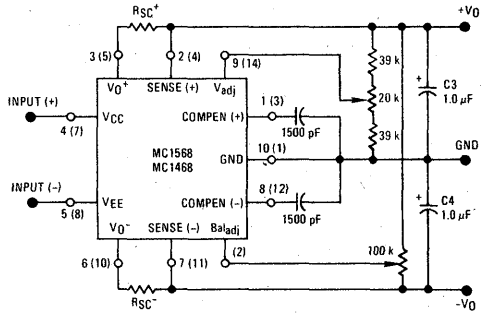 RSC+
+VO
3 (5)
2 (4)
9 (14)
39 k
VO+
SENSE (+)
Vadj
+
C3
1.0 µF
INPUT (+)
1 (3)
20 k
VCC
COMPEN (+)
4 (7)
1500 pF
39 k
MC1568
MC1468
10 (1)
GND
GND
INPUT (−)
8 (12)
VEE
COMPEN (−)
+
C4
1.0 µF
5 (8)
1500 pF
VO−
SENSE (−)
Baladj
(2)
100 k
6 (10)
7 (11)
RSC−
−VO